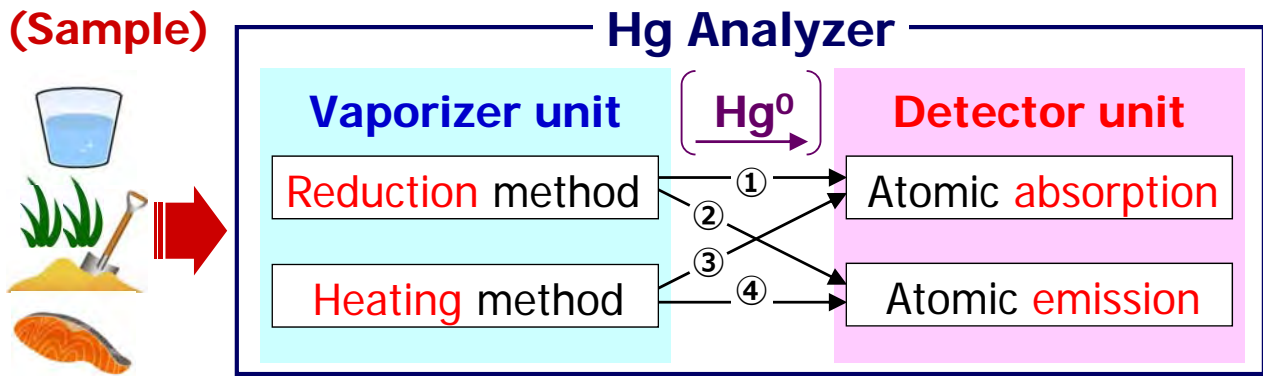 (Sample)
Hg Analyzer
Vaporizer unit
Hg⁰
Detector unit
Reduction method
①
Atomic absorption
②
③
Heating method
④
Atomic emission